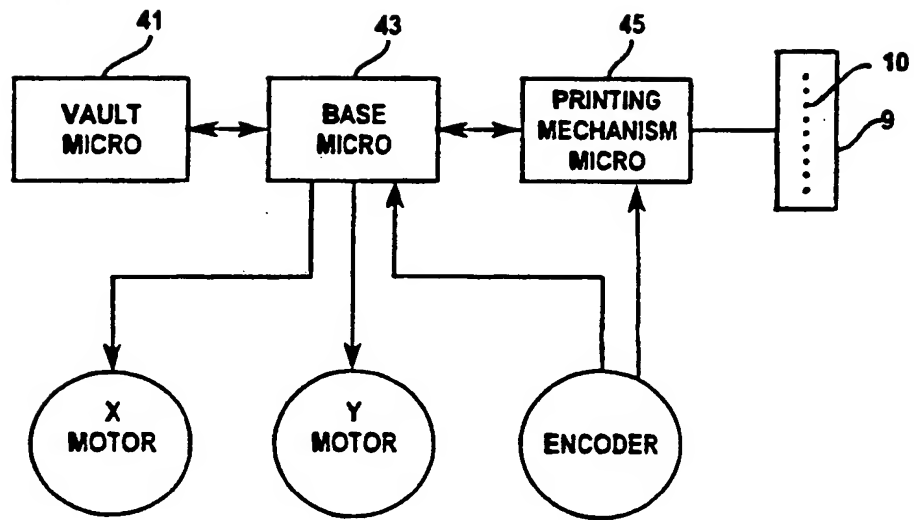 41
43
45
VAULT
MICRO
BASE
MICRO
PRINTING
MECHANISM
MICRO
10
9
X
MOTOR
Y
MOTOR
ENCODER